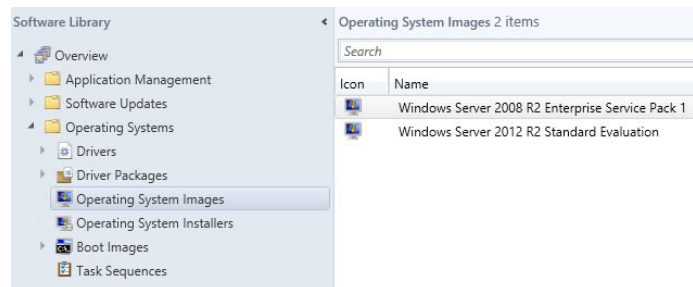 Software Library
Overview
Application Management
Software Updates
Operating Systems
Drivers
Driver Packages
Operating System Images
Operating System Installers
Boot Images
Task Sequences
Operating System Images 2 items
Search
Icon Name
Windows Server 2008 R2 Enterprise Service Pack 1
Windows Server 2012 R2 Standard Evaluation